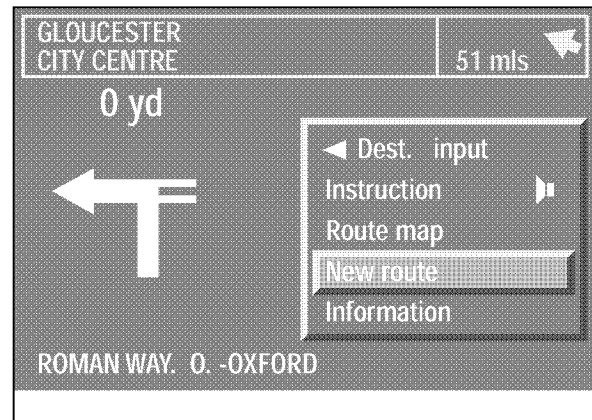 GLOUCESTER
CITY CENTRE
51 mls
0 yd
Dest. input
Instruction
Route map
New route
Information
ROMAN WAY. O. -OXFORD